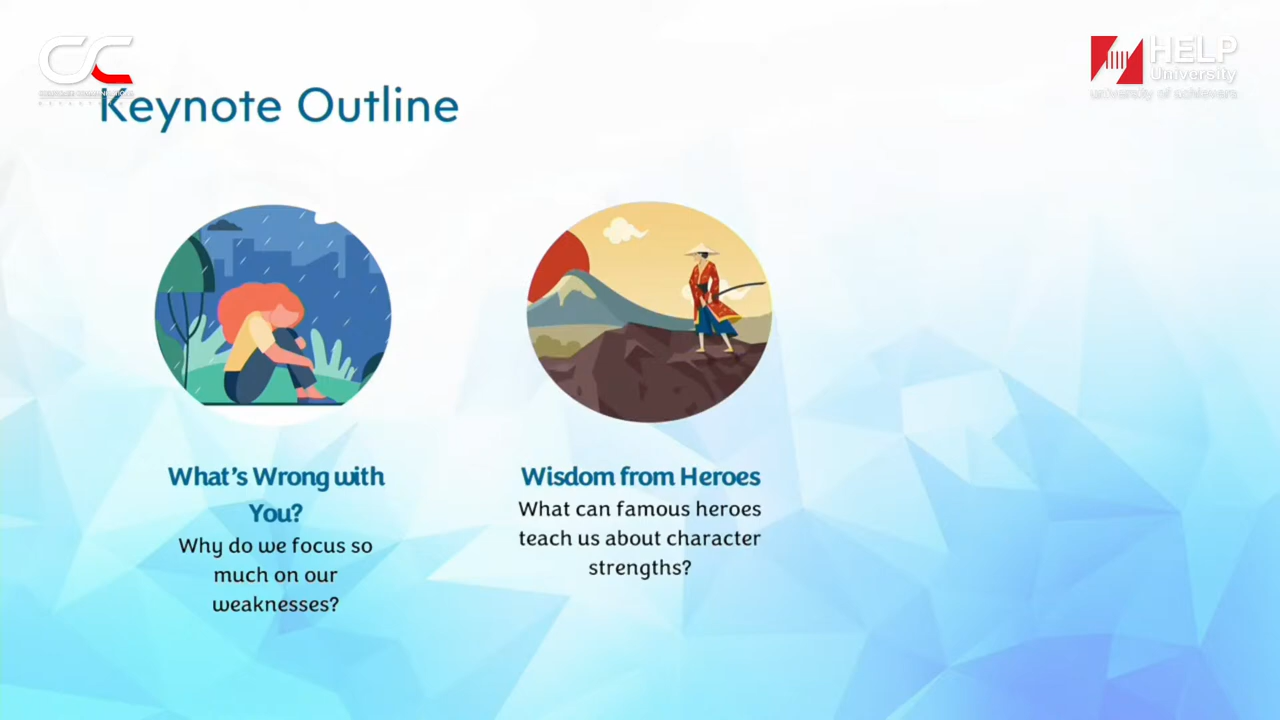 HELP
University
university of achievers
Keynote Outline
What's Wrong with
You?
Why do we focus so
much on our
weaknesses?
Wisdom from Heroes
What can famous heroes
teach us about character
strengths?